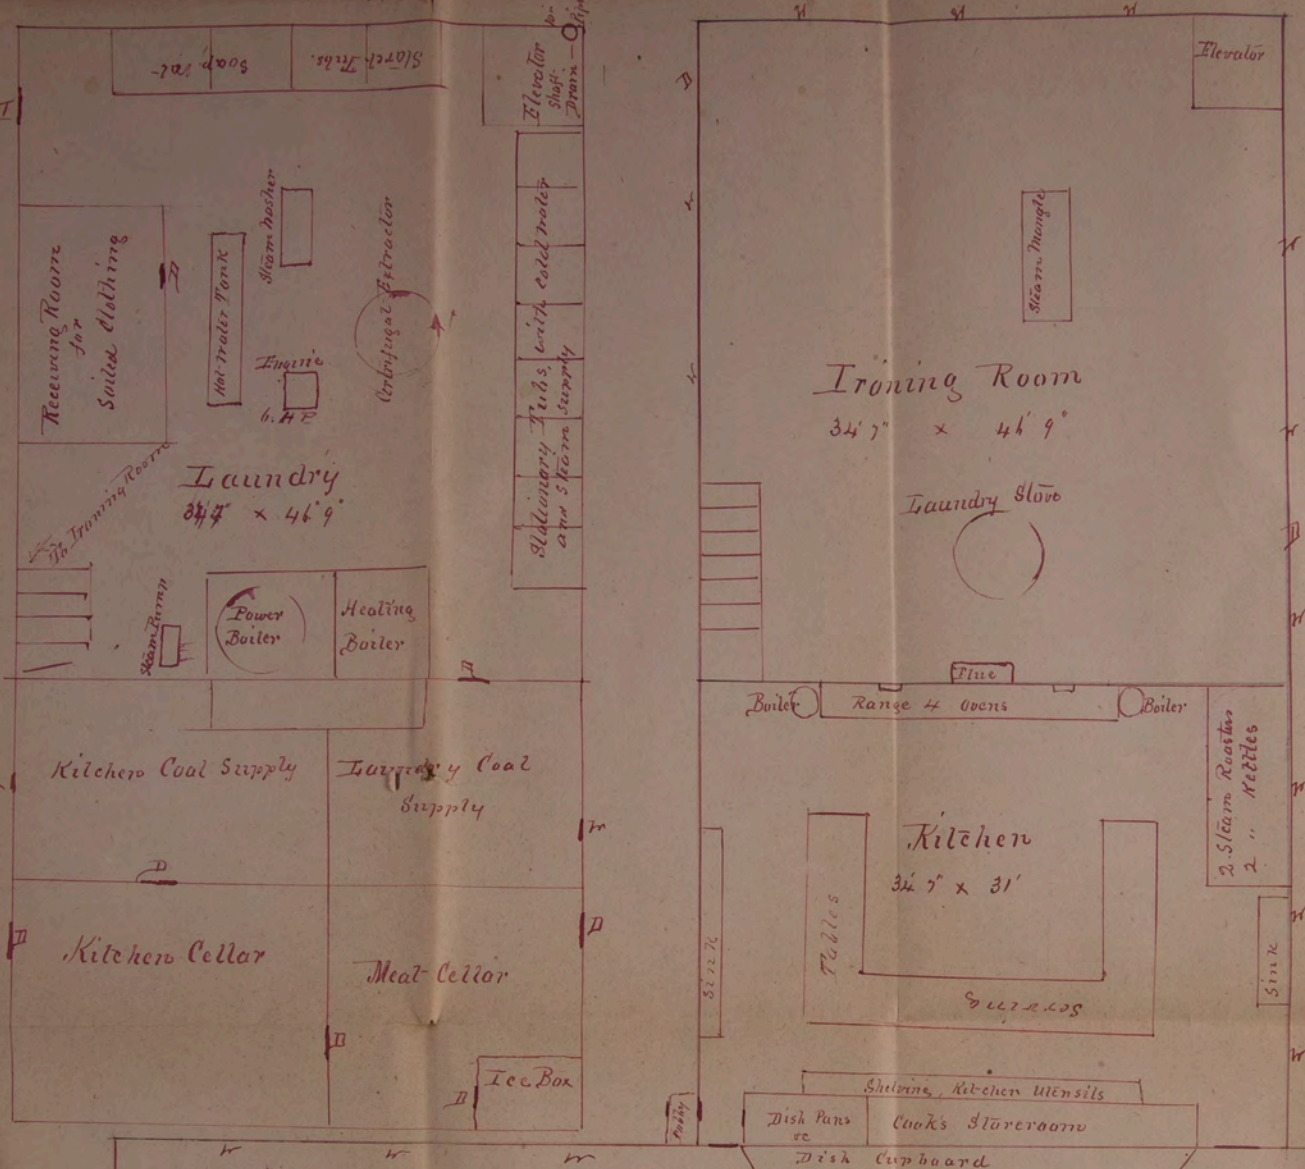 Soap, Vat-
Starch Tubs.
Elevator
Shaft-
Drain-
for
Receiving Room
for
Soiled Clothing
D
Hot-Water Tank
Steam Washer
Engine
6. H P.
Centrifugal Extractor
Stationary Tubs, with cold water
and Steam Supply
To Ironing Room
Laundry
34'7" x 46' 9"
Steam Pump
Power
Boiler
Heating
Boiler
D
Kitchen Coal Supply
Laundry Coal
Supply
D
W
D
Kitchen Cellar
Meat-Cellar
D
D
D
Ice Box
W
W
W
W
W
W
Elevator
D
Steam Mangle
Ironing Room
34' 7" x 46' 9"
Laundry Stove
D
Flue
Boiler
Range 4 Ovens
Boiler
2 Steam Roasters
2 " Kettles
Kitchen
34' 7" x 31'
Tables
Serving
Sink
Sink
W
W
W
Shelving, Kitchen Utensils
Dish Pans
&c
Cook's Storeroom
Dish Cupboard